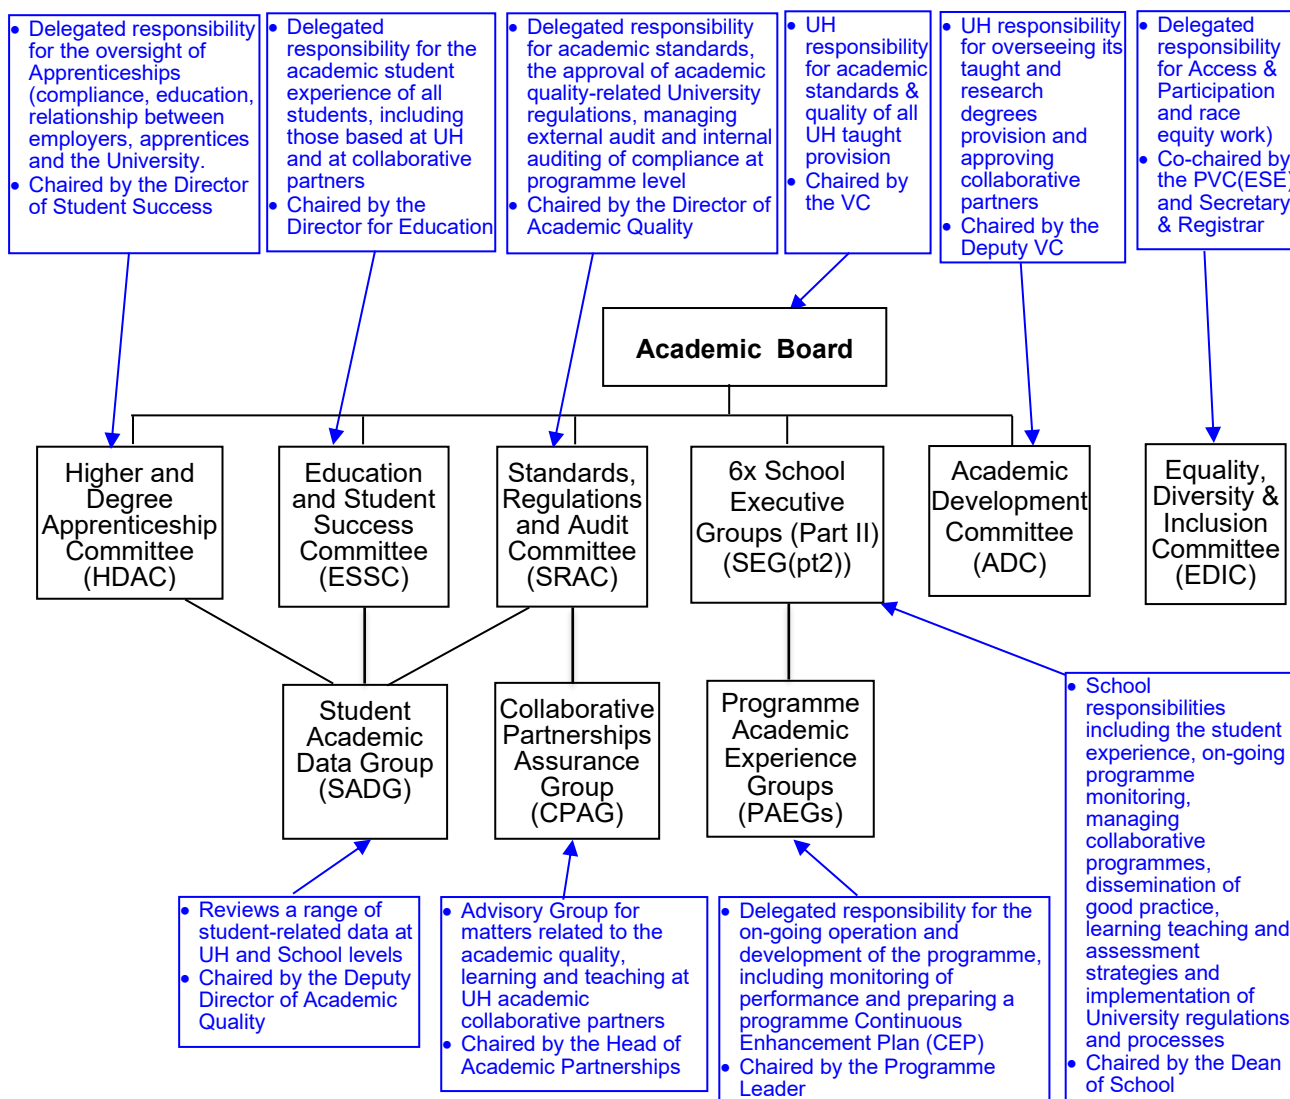 • Delegated responsibility
for the oversight of
Apprenticeships
(compliance, education,
relationship between
employers, apprentices
and the University.
• Chaired by the Director
of Student Success
• Delegated
responsibility for the
academic student
experience of all
students, including
those based at UH
and at collaborative
partners
• Chaired by the
Director for Education
• Delegated responsibility
for academic standards,
the approval of academic
quality-related University
regulations, managing
external audit and internal
auditing of compliance at
programme level
• Chaired by the Director of
Academic Quality
• UH
responsibility
for academic
standards &
quality of all
UH taught
provision
• Chaired by
the VC
• UH responsibility
for overseeing its
taught and
research
degrees
provision and
approving
collaborative
partners
• Chaired by the
Deputy VC
• Delegated
responsibility
for Access &
Participation
and race
equity work)
• Co-chaired by
the PVC(ESE)
and Secretary
& Registrar
Academic Board
Higher and
Degree
Apprenticeship
Committee
(HDAC)
Education
and Student
Success
Committee
(ESSC)
Standards,
Regulations
and Audit
Committee
(SRAC)
6x School
Executive
Groups (Part II)
(SEG(pt2))
Academic
Development
Committee
(ADC)
Equality,
Diversity &
Inclusion
Committee
(EDIC)
Student
Academic
Data Group
(SADG)
Collaborative
Partnerships
Assurance
Group
(CPAG)
Programme
Academic
Experience
Groups
(PAEGs)
• School
responsibilities
including the student
experience, on-going
programme
monitoring,
managing
collaborative
programmes,
dissemination of
good practice,
learning teaching and
assessment
strategies and
implementation of
University regulations
and processes
• Chaired by the Dean
of School
• Reviews a range of
student-related data at
UH and School levels
• Chaired by the Deputy
Director of Academic
Quality
• Advisory Group for
matters related to the
academic quality,
learning and teaching at
UH academic
collaborative partners
• Chaired by the Head of
Academic Partnerships
• Delegated responsibility for the
on-going operation and
development of the programme,
including monitoring of
performance and preparing a
programme Continuous
Enhancement Plan (CEP)
• Chaired by the Programme
Leader